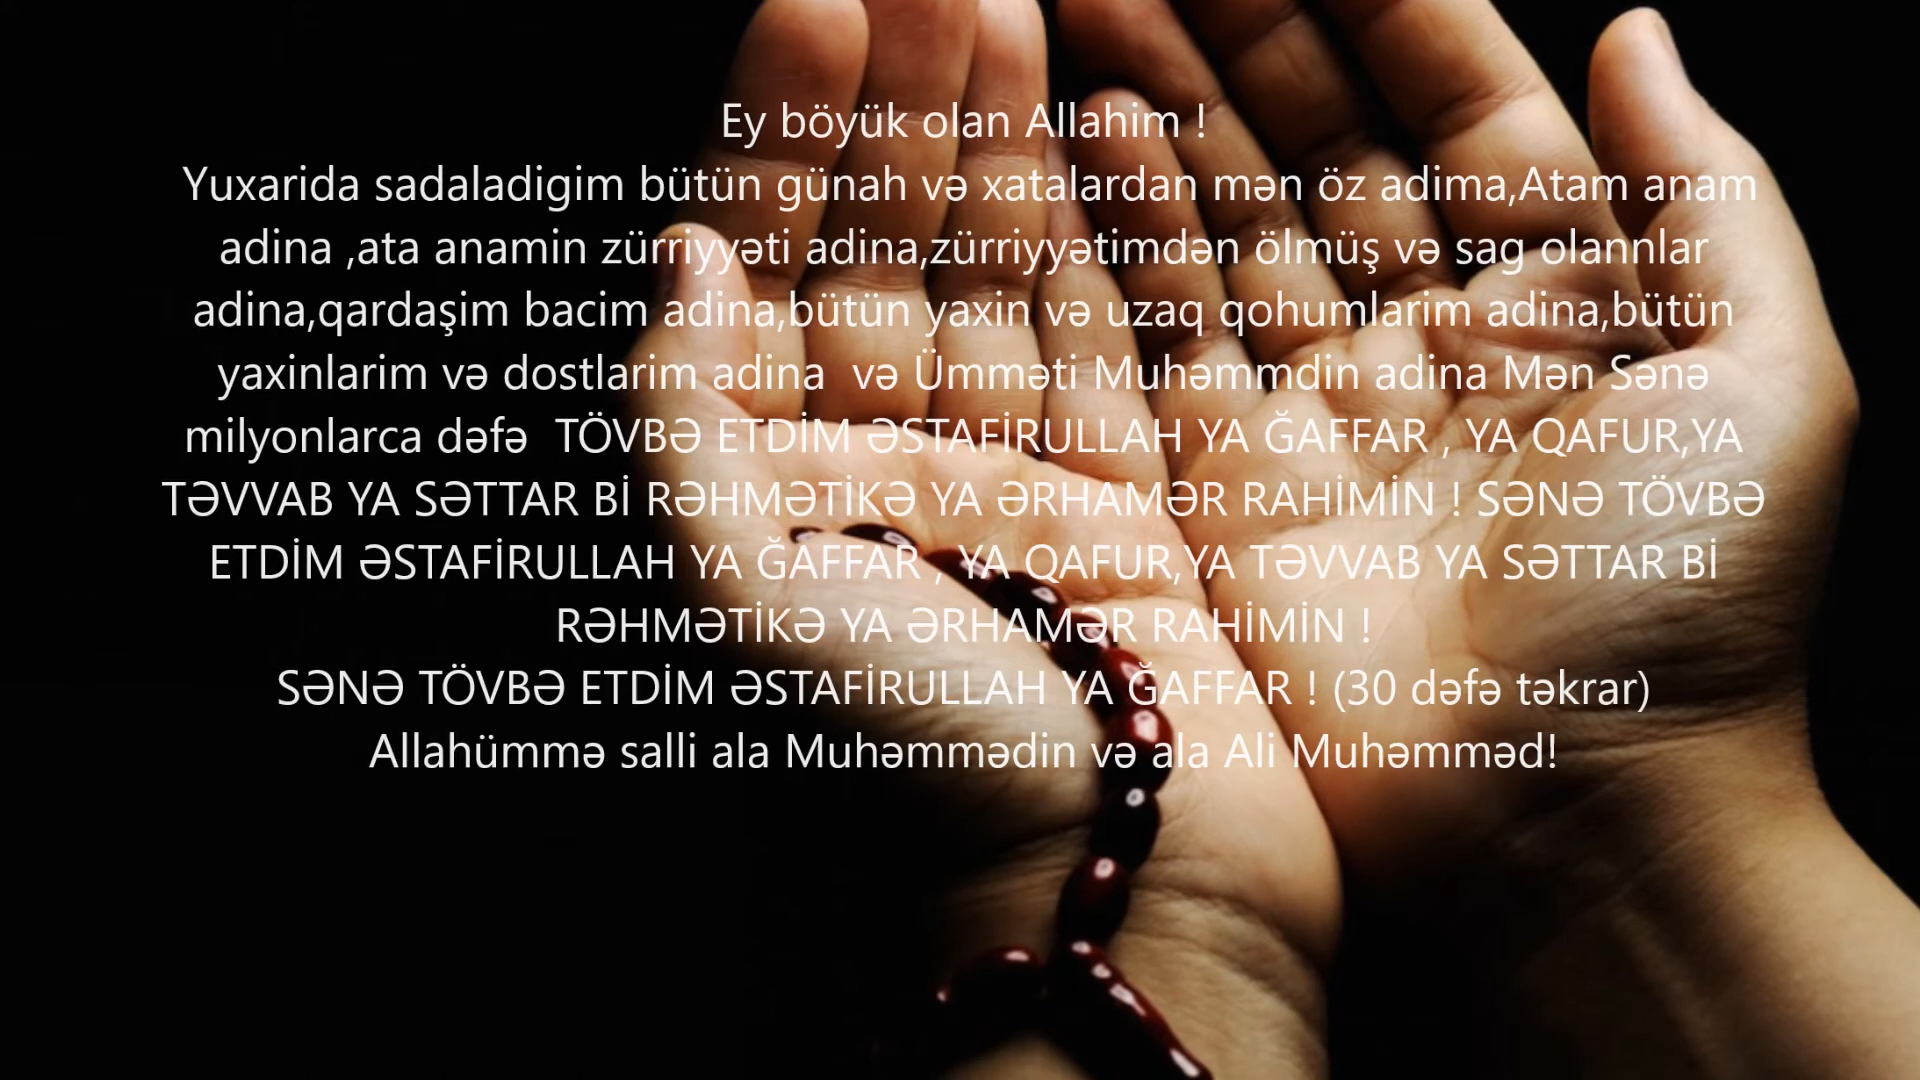 Ey böyük olan Allahim !
Yuxarida sadaladigim bütün günah və xatalardan mən öz adima,Atam anam
adina ,ata anamin zürriyyəti adina,zürriyyətimdən ölmüş və sag olannlar
adina,qardaşim bacim adina,bütün yaxin və uzaq qohumlarim adina,bütün
yaxinlarim və dostlarim adina  və Ümməti Muhəmmdin adina Mən Sənə
milyonlarca dəfə  TÖVBƏ ETDİM ƏSTAFİRULLAH YA ĞAFFAR , YA QAFUR,YA
TƏVVAB YA SƏTTAR Bİ RƏHMƏTİKƏ YA ƏRHAMƏR RAHİMİN ! SƏNƏ TÖVBƏ
ETDİM ƏSTAFİRULLAH YA ĞAFFAR , YA QAFUR,YA TƏVVAB YA SƏTTAR Bİ
RƏHMƏTİKƏ YA ƏRHAMƏR RAHİMİN !
SƏNƏ TÖVBƏ ETDİM ƏSTAFİRULLAH YA ĞAFFAR ! (30 dəfə təkrar)
Allahümmə salli ala Muhəmmədin və ala Ali Muhəmməd!